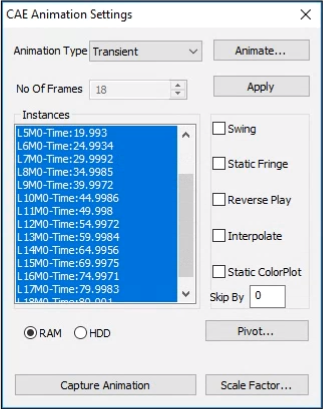 CAE Animation Settings
Animation Type Transient Animate...
No Of Frames 18 Apply
Instances
L5M0-Time:19.993
L6M0-Time:24.9934
L7M0-Time:29.9992
L8M0-Time:34.9985
L9M0-Time:39.9972
L10M0-Time:44.9986
L11M0-Time:49.998
L12M0-Time:54.9972
L13M0-Time:59.9984
L14M0-Time:64.9956
L15M0-Time:69.9975
L16M0-Time:74.9971
L17M0-Time:79.9983
L18M0-Time:80.001
Swing
Static Fringe
Reverse Play
Interpolate
Static ColorPlot
Skip By 0
RAM HDD Pivot...
Capture Animation Scale Factor...